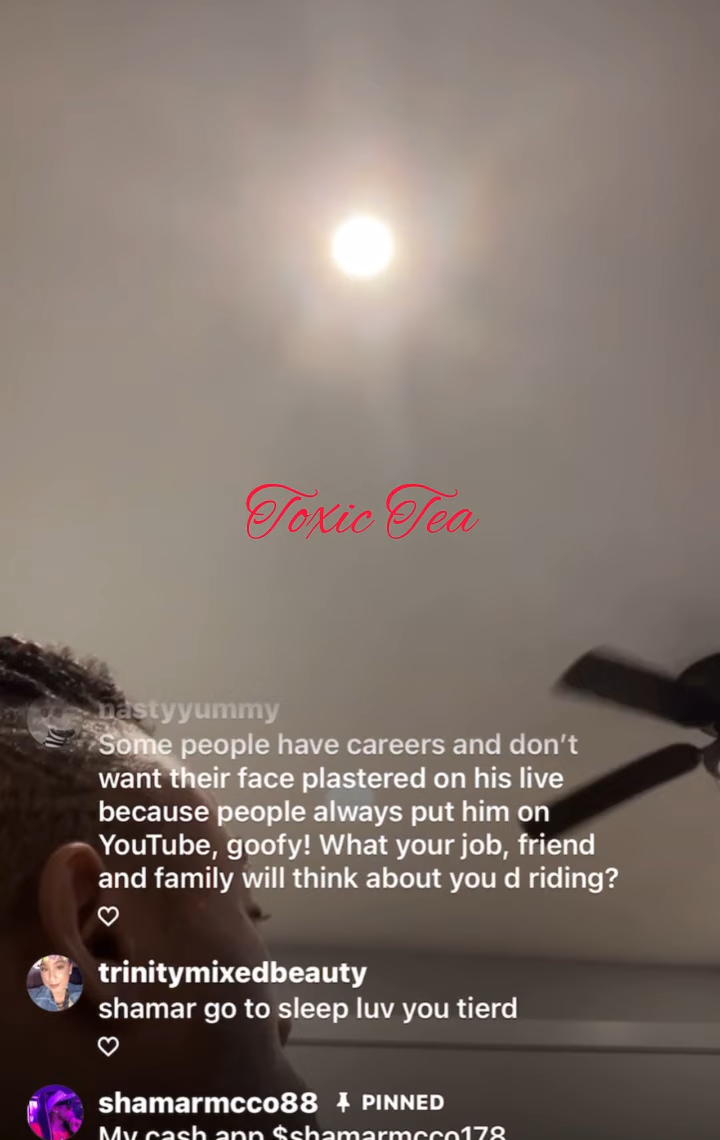 Toxic Tea
nastyyummy
Some people have careers and don't
want their face plastered on his live
because people always put him on
YouTube, goofy! What your job, friend
and family will think about you d riding?
trinitymixedbeauty
shamar go to sleep luv you tierd
shamarmcco88 PINNED
My cash app $shamarmcco178